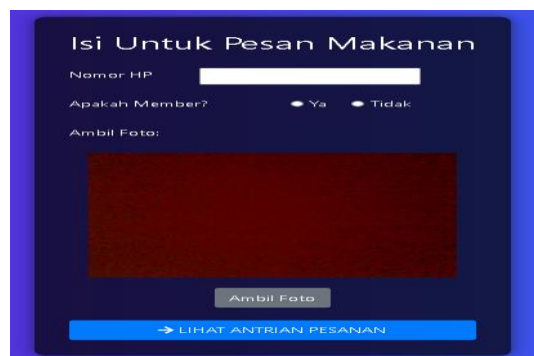 Isi Untuk Pesan Makanan
Nomor HP
Apakah Member? Ya Tidak
Ambil Foto:
Ambil Foto
→ LIHAT ANTRIAN PESANAN